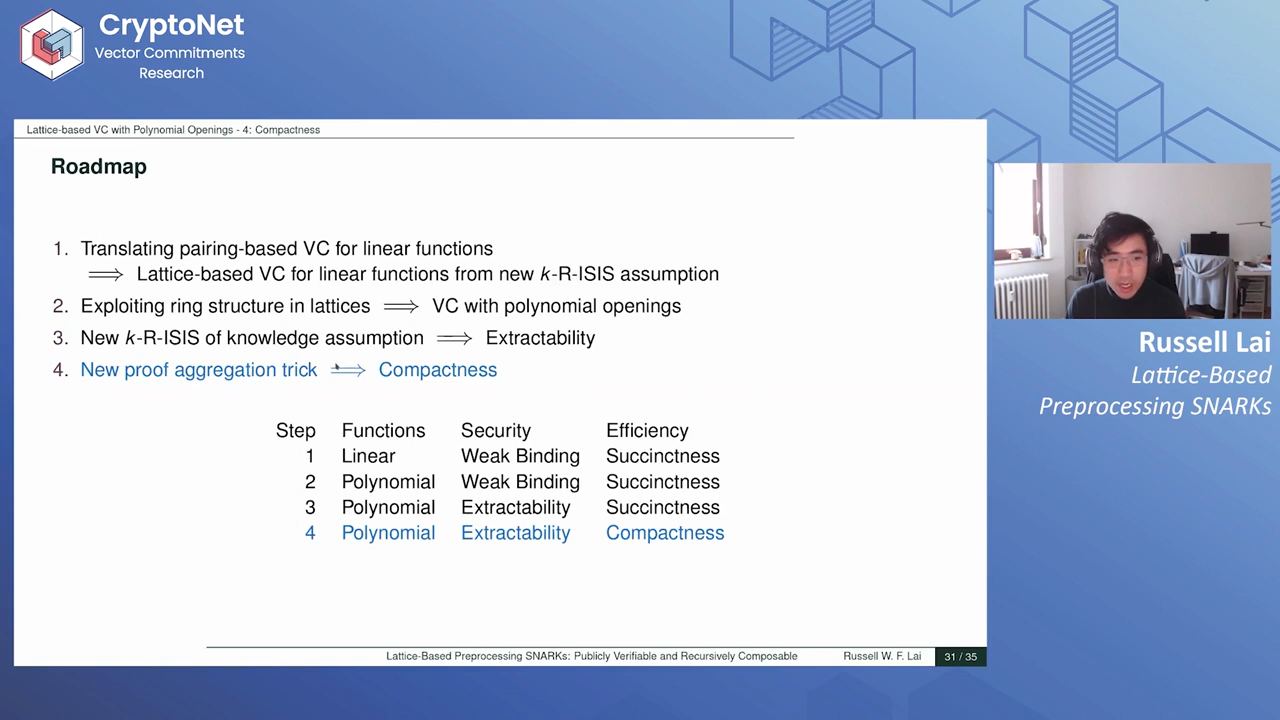 CryptoNet
Vector Commitments
Research
Lattice-based VC with Polynomial Openings - 4: Compactness
Roadmap
1. Translating pairing-based VC for linear functions
⟹ Lattice-based VC for linear functions from new k-R-ISIS assumption
2. Exploiting ring structure in lattices ⟹ VC with polynomial openings
3. New k-R-ISIS of knowledge assumption ⟹ Extractability
4. New proof aggregation trick ⟹ Compactness
Step Functions Security Efficiency
1 Linear Weak Binding Succinctness
2 Polynomial Weak Binding Succinctness
3 Polynomial Extractability Succinctness
4 Polynomial Extractability Compactness
Lattice-Based Preprocessing SNARKs: Publicly Verifiable and Recursively Composable Russell W. F. Lai 31 / 35
Russell Lai
Lattice-Based
Preprocessing SNARKs